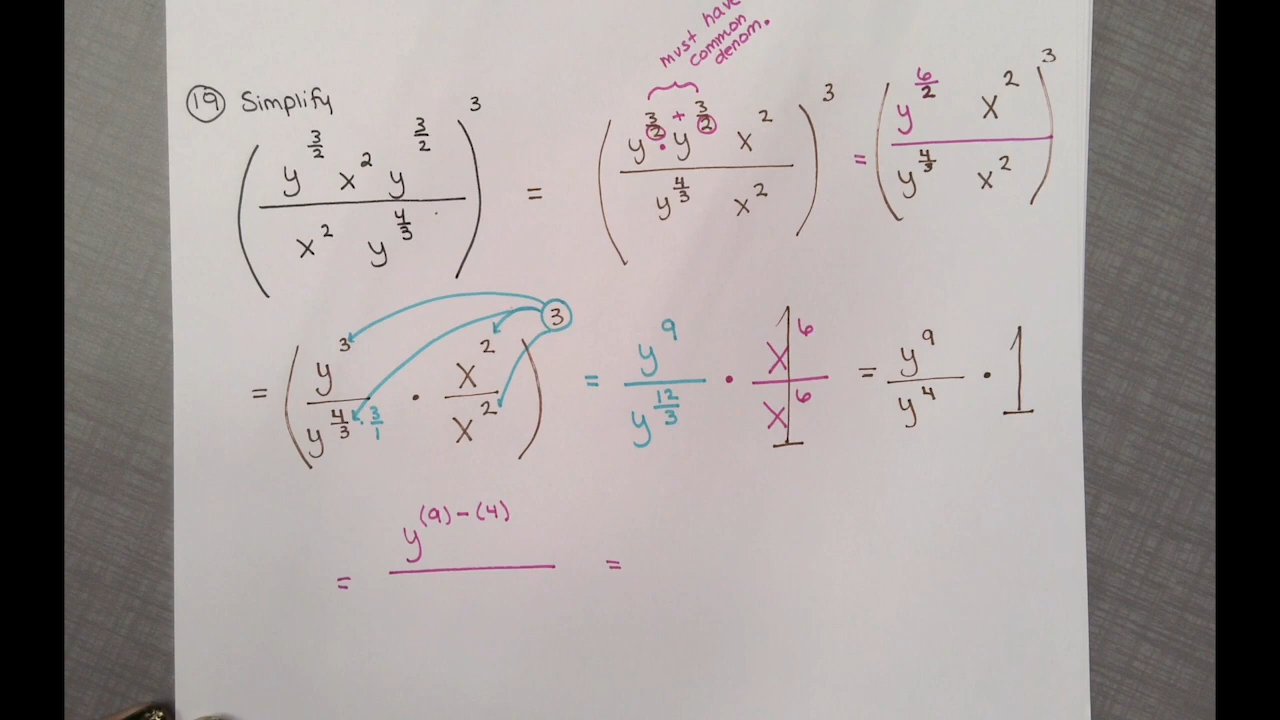 must have
common
denom.
(19) Simplify
(y^(3/2) x^2 y^(3/2) / x^2 y^(4/3))^3 = (y^(3/2) · + y^(3/2) x^2 / y^(4/3) x^2)^3 = (y^(6/2) x^2 / y^(4/3) x^2)^3
= (y^3 / y^(4/3 · 3/1) · x^2 / x^2) 3 = y^9 / y^(12/3) · x^6 / x^6 1 = y^9 / y^4 · 1
= y^((9)-(4)) =